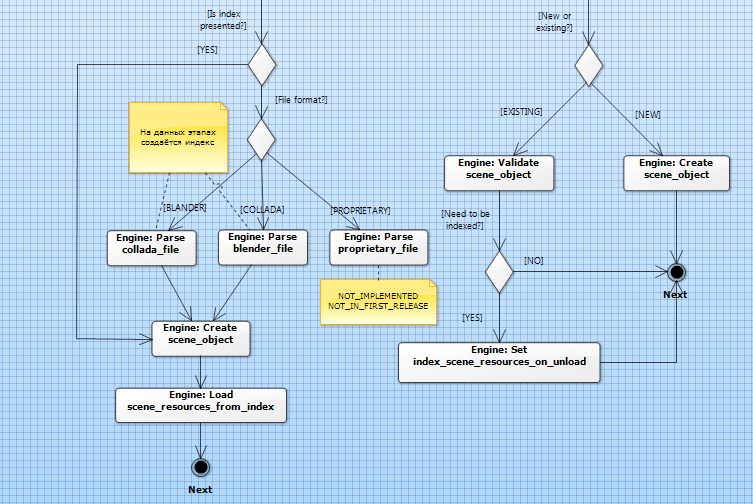 [Is index
presented?]
[YES]
[File format?]
На данных этапах
создаётся индекс
[BLANDER]
[COLLADA]
[PROPRIETARY]
Engine: Parse
collada_file
Engine: Parse
blender_file
Engine: Parse
proprietary_file
NOT_IMPLEMENTED
NOT_IN_FIRST_RELEASE
Engine: Create
scene_object
Engine: Load
scene_resources_from_index
Next
[New or
existing?]
[EXISTING]
[NEW]
Engine: Validate
scene_object
Engine: Create
scene_object
[Need to be
indexed?]
[NO]
Next
[YES]
Engine: Set
index_scene_resources_on_unload